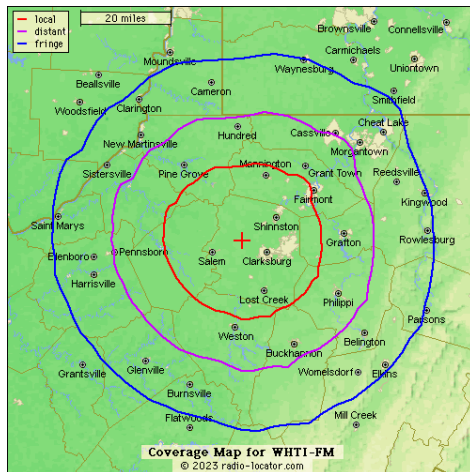 local
distant
fringe
20 miles
Brownsville
Connellsville
Carmichaels
Moundsville
Waynesburg
Uniontown
Beallsville
Cameron
Smithfield
Woodsfield
Clarington
Hundred
Cassville
Cheat Lake
New Martinsville
Morgantown
Sistersville
Pine Grove
Mannington
Grant Town
Reedsville
Fairmont
Kingwood
Saint Marys
Shinnston
Grafton
Rowlesburg
Ellenboro
Pennsboro
Salem
Clarksburg
Harrisville
Lost Creek
Philippi
Parsons
Weston
Belington
Buckhannon
Grantsville
Glenville
Womelsdorf
Elkins
Burnsville
Flatwoods
Mill Creek
Coverage Map for WHTI-FM
© 2023 radio-locator.com